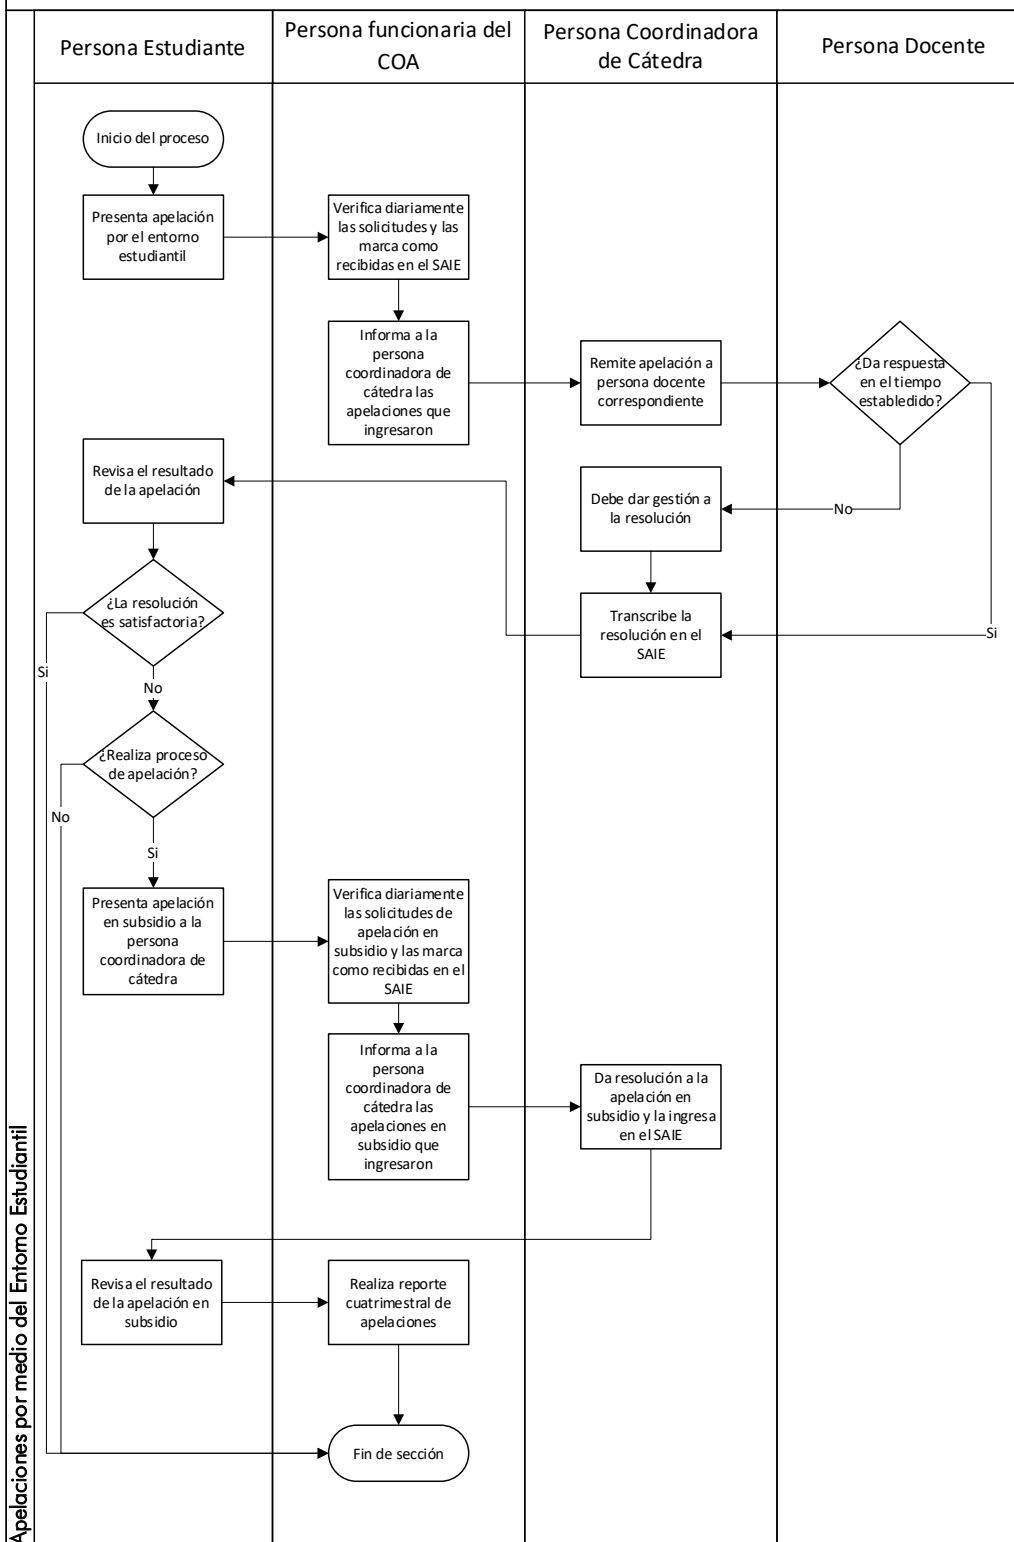 Persona Estudiante
Persona funcionaria del
COA
Persona Coordinadora
de Cátedra
Persona Docente
Inicio del proceso
Presenta apelación
por el entorno
estudiantil
Verifica diariamente
las solicitudes y las
marca como
recibidas en el SAIE
Informa a la
persona
coordinadora de
cátedra las
apelaciones que
ingresaron
Remite apelación a
persona docente
correspondiente
¿Da respuesta
en el tiempo
establedido?
Revisa el resultado
de la apelación
Debe dar gestión a
la resolución
No
¿La resolución
es satisfactoria?
Transcribe la
resolución en el
SAIE
Si
Si
No
¿Realiza proceso
de apelación?
No
Si
Presenta apelación
en subsidio a la
persona
coordinadora de
cátedra
Verifica diariamente
las solicitudes de
apelación en
subsidio y las marca
como recibidas en el
SAIE
Informa a la
persona
coordinadora de
cátedra las
apelaciones en
subsidio que
ingresaron
Da resolución a la
apelación en
subsidio y la ingresa
en el SAIE
Revisa el resultado
de la apelación en
subsidio
Realiza reporte
cuatrimestral de
apelaciones
Fin de sección
Apelaciones por medio del Entorno Estudiantil